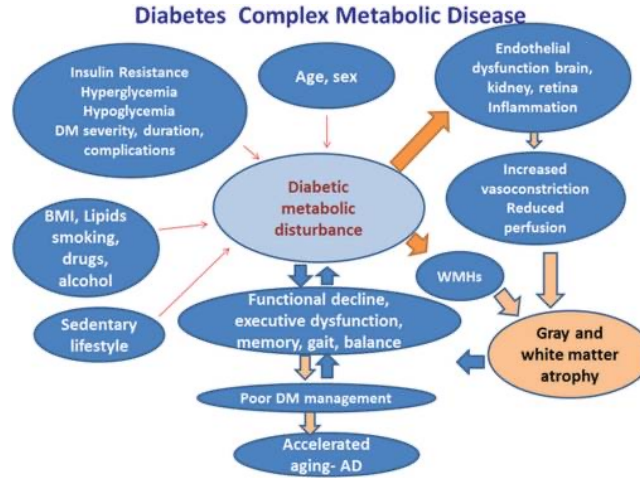 Diabetes  Complex Metabolic Disease
Insulin Resistance
Hyperglycemia
Hypoglycemia
DM severity, duration,
complications
Age, sex
Endothelial
dysfunction brain,
kidney, retina
Inflammation
Diabetic
metabolic
disturbance
Increased
vasoconstriction
Reduced
perfusion
BMI, Lipids
smoking,
drugs,
alcohol
WMHs
Sedentary
lifestyle
Functional decline,
executive dysfunction,
memory, gait, balance
Gray and
white matter
atrophy
Poor DM management
Accelerated
aging- AD